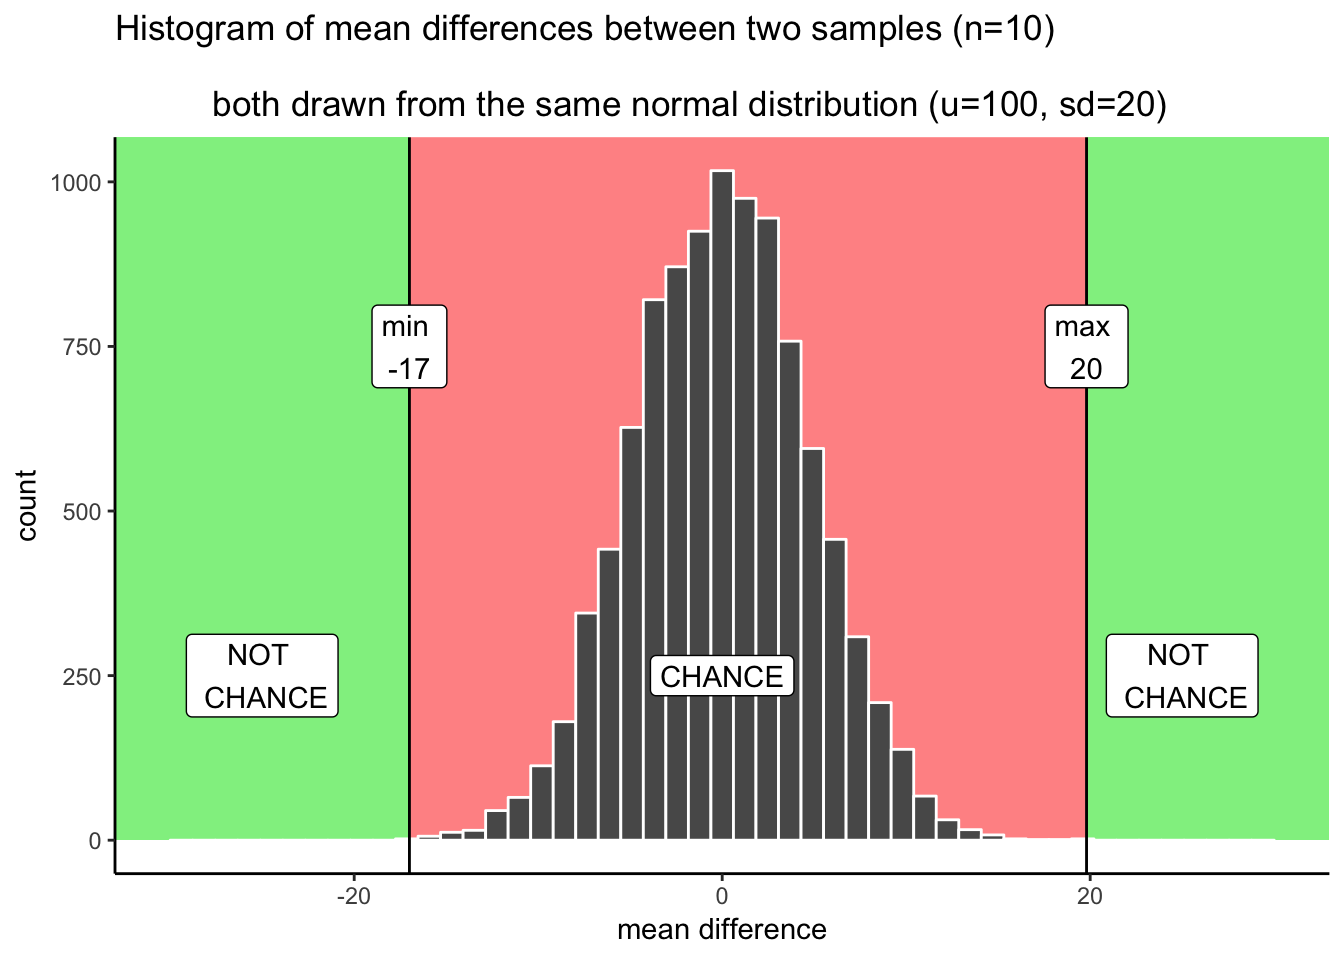 Histogram of mean differences between two samples (n=10)
both drawn from the same normal distribution (u=100, sd=20)
1000
750
500
250
0
count
min
-17
max
20
NOT
CHANCE
CHANCE
NOT
CHANCE
-20
0
20
mean difference